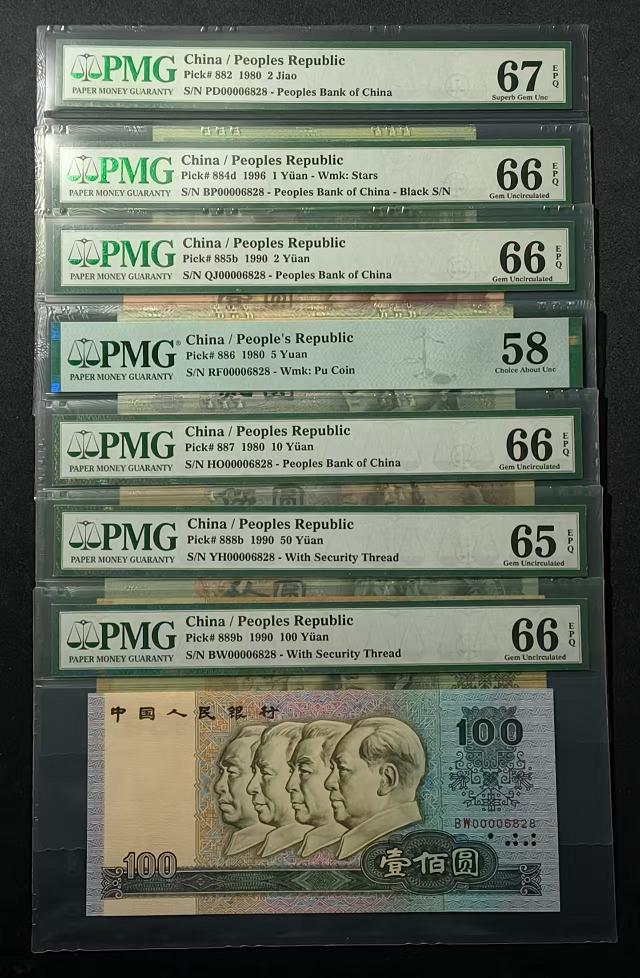 PMG
PAPER MONEY GUARANTY
China / Peoples Republic
Pick# 882 1980 2 Jiao
S/N PD00006828 - Peoples Bank of China
67 EPQ
Superb Gem Unc
PMG
PAPER MONEY GUARANTY
China / Peoples Republic
Pick# 884d 1996 1 Yüan - Wmk: Stars
S/N BP00006828 - Peoples Bank of China - Black S/N
66 EPQ
Gem Uncirculated
PMG
PAPER MONEY GUARANTY
China / Peoples Republic
Pick# 885b 1990 2 Yüan
S/N QJ00006828 - Peoples Bank of China
66 EPQ
Gem Uncirculated
PMG®
PAPER MONEY GUARANTY
China / People's Republic
Pick# 886 1980 5 Yuan
S/N RF00006828 - Wmk: Pu Coin
58
Choice About Unc
PMG
PAPER MONEY GUARANTY
China / Peoples Republic
Pick# 887 1980 10 Yüan
S/N HO00006828 - Peoples Bank of China
66 EPQ
Gem Uncirculated
PMG
PAPER MONEY GUARANTY
China / Peoples Republic
Pick# 888b 1990 50 Yüan
S/N YH00006828 - With Security Thread
65 EPQ
Gem Uncirculated
PMG
PAPER MONEY GUARANTY
China / Peoples Republic
Pick# 889b 1990 100 Yüan
S/N BW00006828 - With Security Thread
66 EPQ
Gem Uncirculated
中国人民银行
100
BW00006828
100
壹佰圆